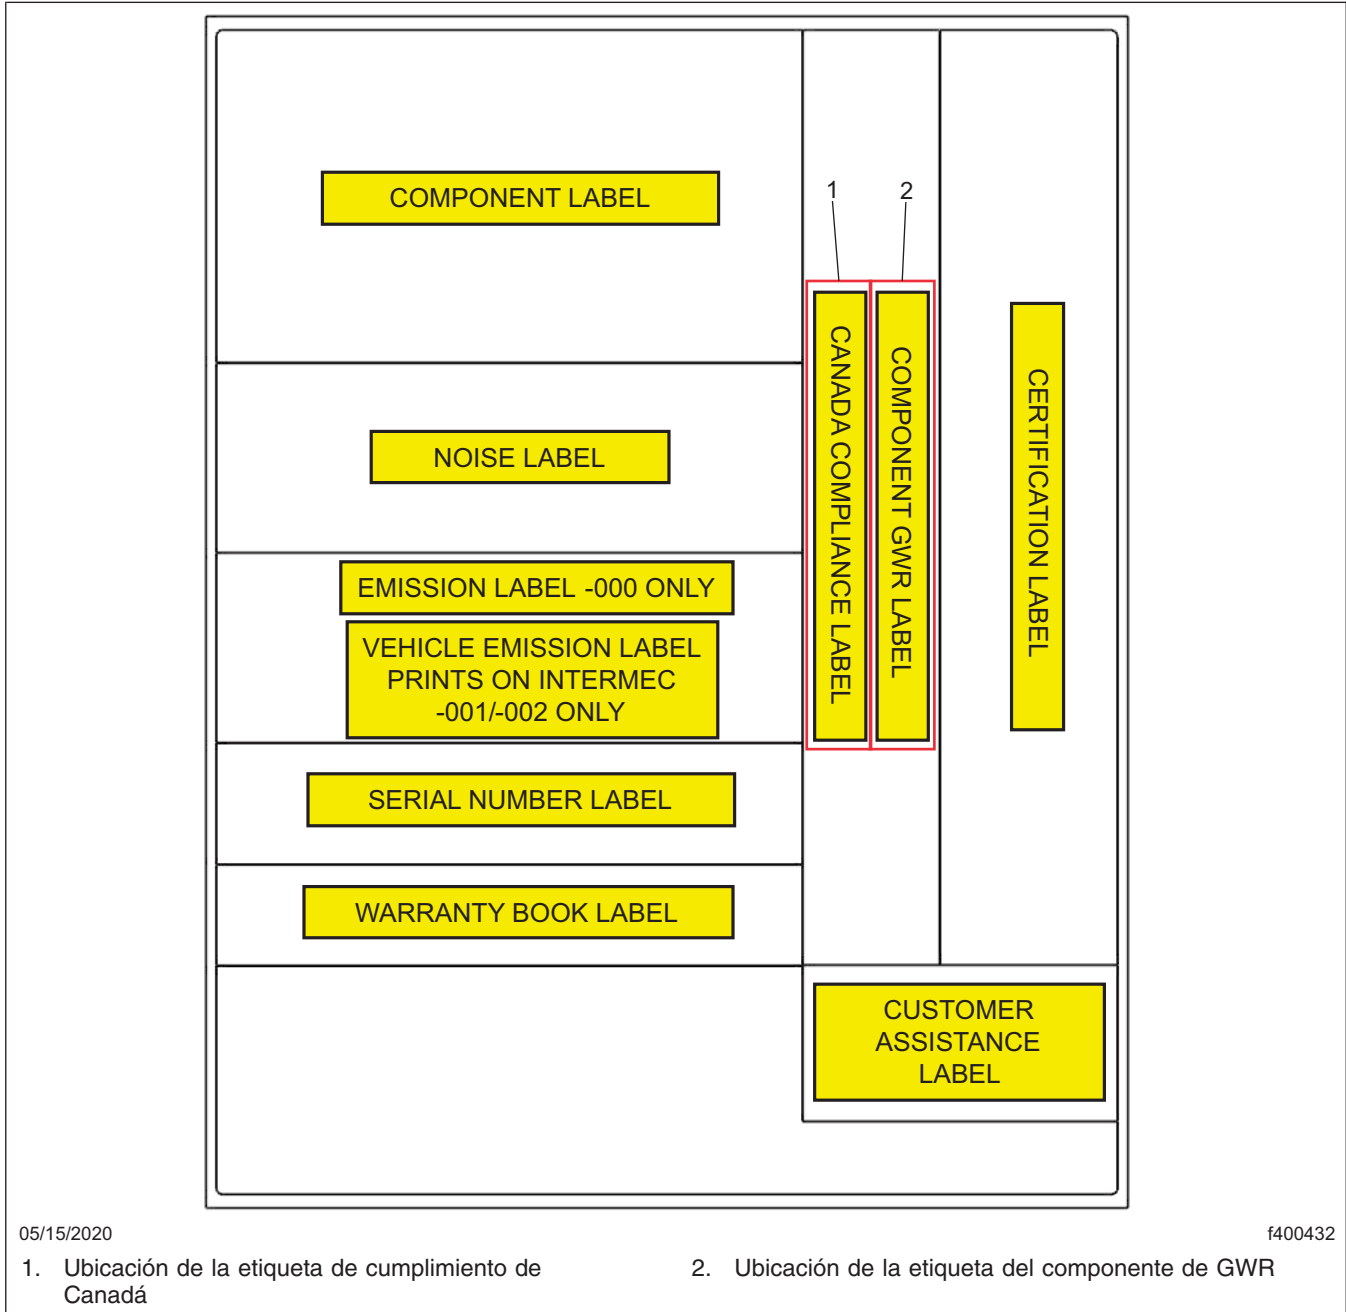 COMPONENT LABEL
1
2
CANADA COMPLIANCE LABEL
COMPONENT GWR LABEL
CERTIFICATION LABEL
NOISE LABEL
EMISSION LABEL -000 ONLY
VEHICLE EMISSION LABEL
PRINTS ON INTERMEC
-001/-002 ONLY
SERIAL NUMBER LABEL
WARRANTY BOOK LABEL
CUSTOMER
ASSISTANCE
LABEL
05/15/2020
f400432
1. Ubicación de la etiqueta de cumplimiento de
Canadá
2. Ubicación de la etiqueta del componente de GWR